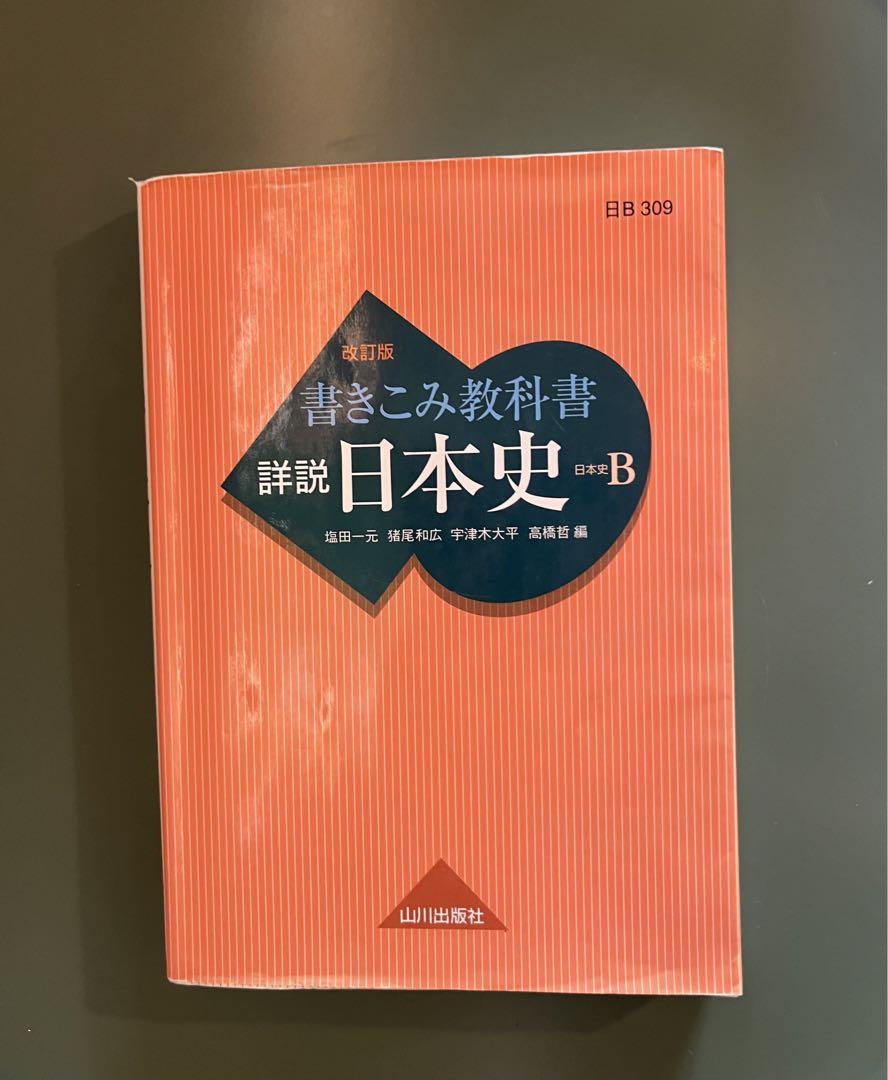 日B 309
改訂版
書きこみ教科書
詳説 日本史 日本史B
塩田一元 猪尾和広 宇津木大平 高橋哲 編
山川出版社